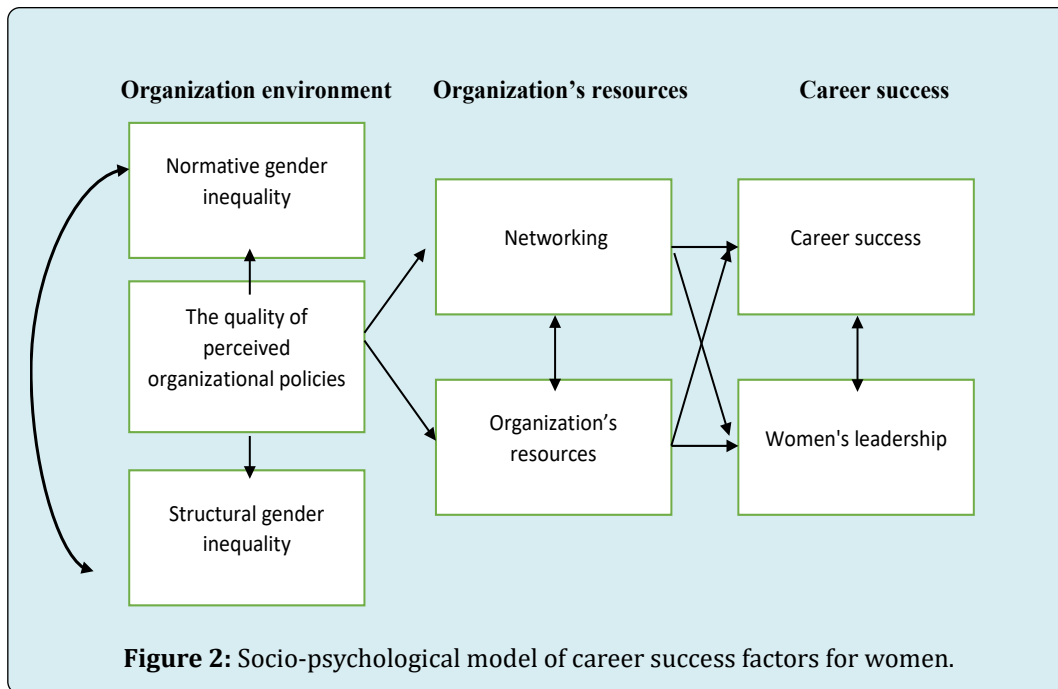 Organization environment
Organization’s resources
Career success
Normative gender
inequality
The quality of
perceived
organizational policies
Structural gender
inequality
Networking
Organization’s
resources
Career success
Women's leadership
Figure 2: Socio-psychological model of career success factors for women.